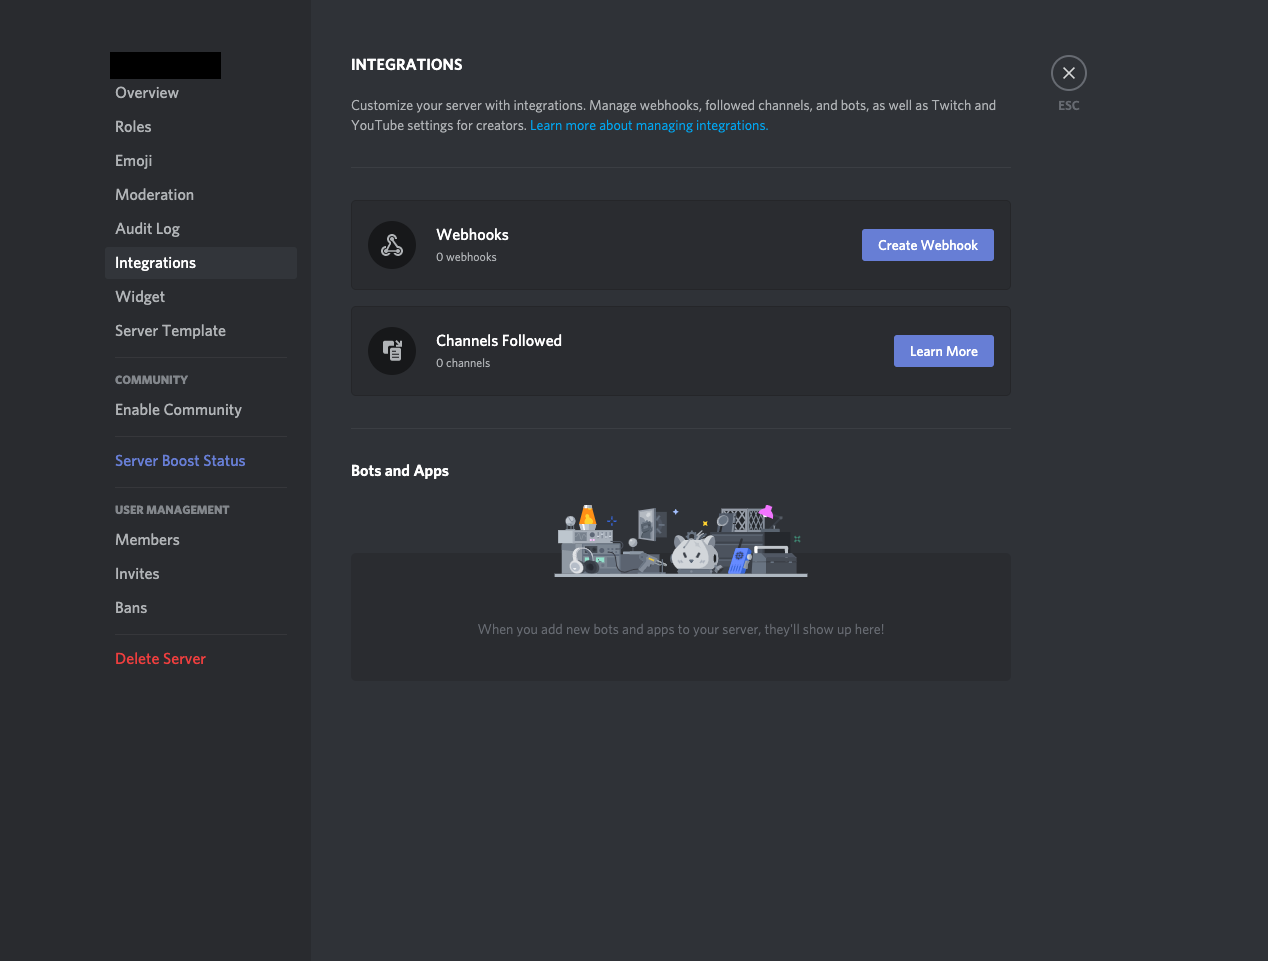 Overview
Roles
Emoji
Moderation
Audit Log
Integrations
Widget
Server Template
COMMUNITY
Enable Community
Server Boost Status
USER MANAGEMENT
Members
Invites
Bans
Delete Server
INTEGRATIONS
Customize your server with integrations. Manage webhooks, followed channels, and bots, as well as Twitch and
YouTube settings for creators. Learn more about managing integrations.
Webhooks
0 webhooks
Create Webhook
Channels Followed
0 channels
Learn More
Bots and Apps
When you add new bots and apps to your server, they'll show up here!
ESC